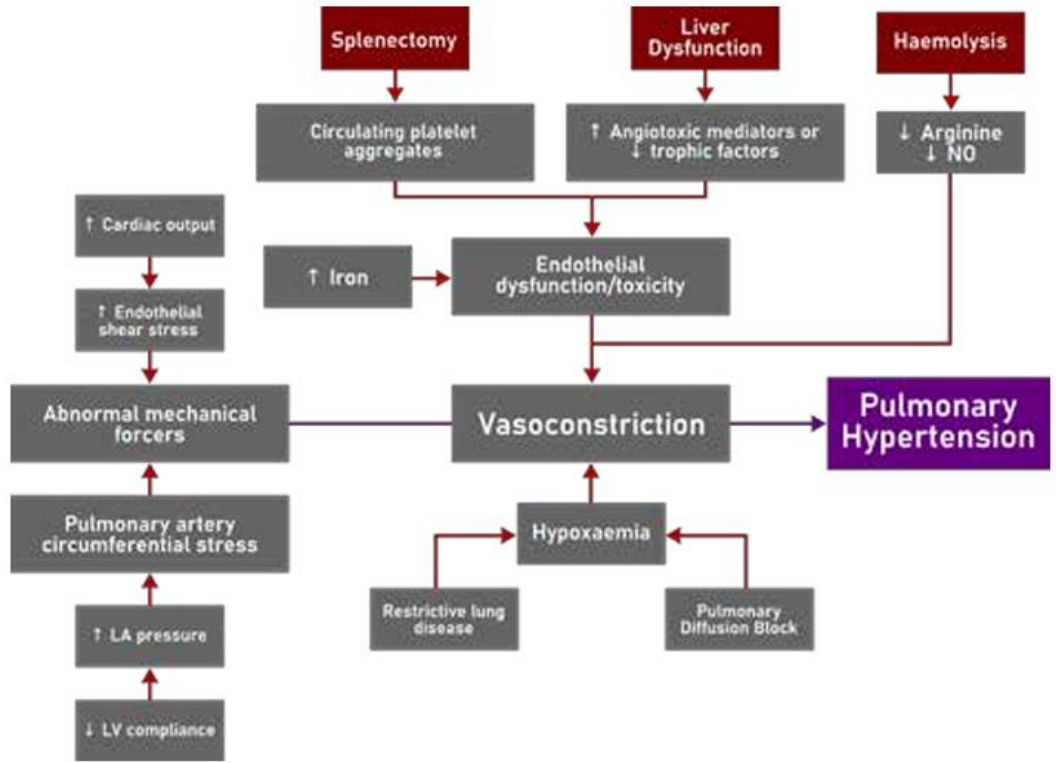 Splenectomy
Liver
Dysfunction
Haemolysis
Circulating platelet
aggregates
↑ Angiotoxic mediators or
↓ trophic factors
↓ Arginine
↓ NO
↑ Cardiac output
↑ Iron
Endothelial
dysfunction/toxicity
↑ Endothelial
shear stress
Abnormal mechanical
forcers
Vasoconstriction
Pulmonary
Hypertension
Pulmonary artery
circumferential stress
Hypoxaemia
Restrictive lung
disease
Pulmonary
Diffusion Block
↑ LA pressure
↓ LV compliance